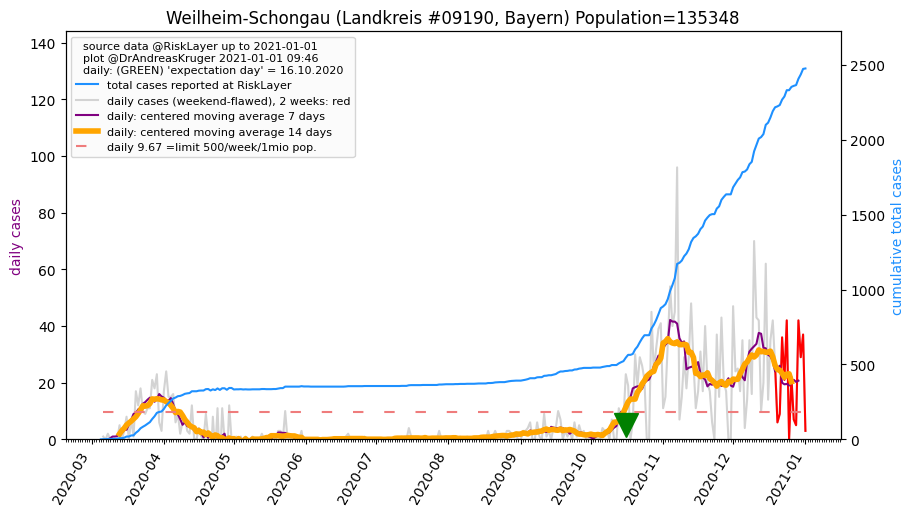 Weilheim-Schongau (Landkreis #09190, Bayern) Population=135348
source data @RiskLayer up to 2021-01-01
plot @DrAndreasKruger 2021-01-01 09:46
daily: (GREEN) 'expectation day' = 16.10.2020
total cases reported at RiskLayer
daily cases (weekend-flawed), 2 weeks: red
daily: centered moving average 7 days
daily: centered moving average 14 days
daily 9.67 =limit 500/week/1mio pop.
daily cases
140
120
100
80
60
40
20
0
cumulative total cases
2500
2000
1500
1000
500
0
2020-03
2020-04
2020-05
2020-06
2020-07
2020-08
2020-09
2020-10
2020-11
2020-12
2021-01